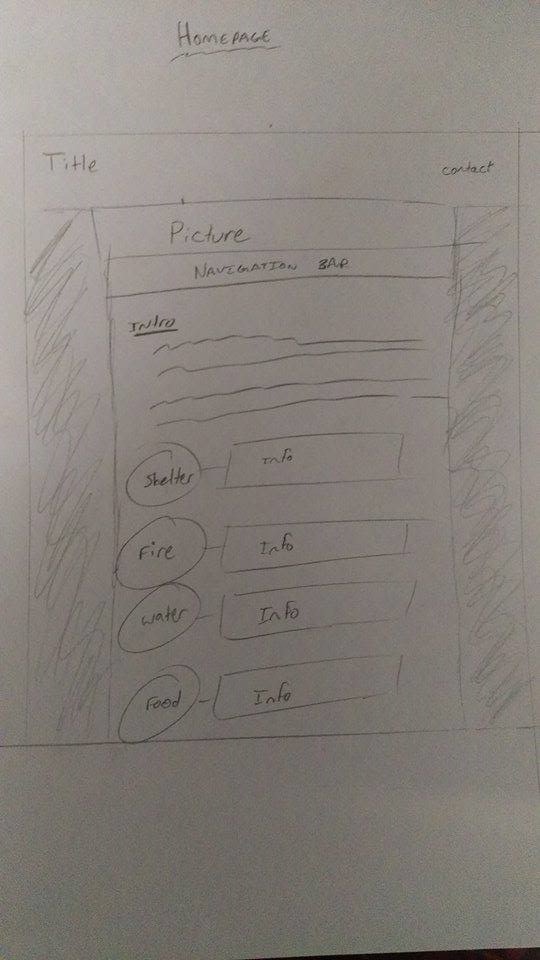 HOMEPAGE
Title contact
Picture
NAVIGATION BAR
Intro
Shelter Info
Fire Info
Water Info
Food Info